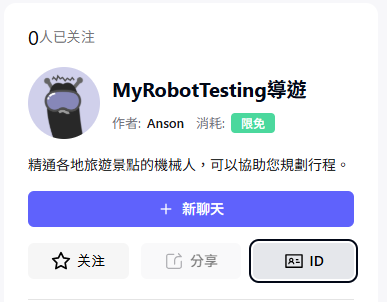 0人已关注
MyRobotTesting導遊
作者: Anson 消耗: 限免
精通各地旅遊景點的機械人，可以協助您規劃行程。
＋ 新聊天
关注 分享 ID